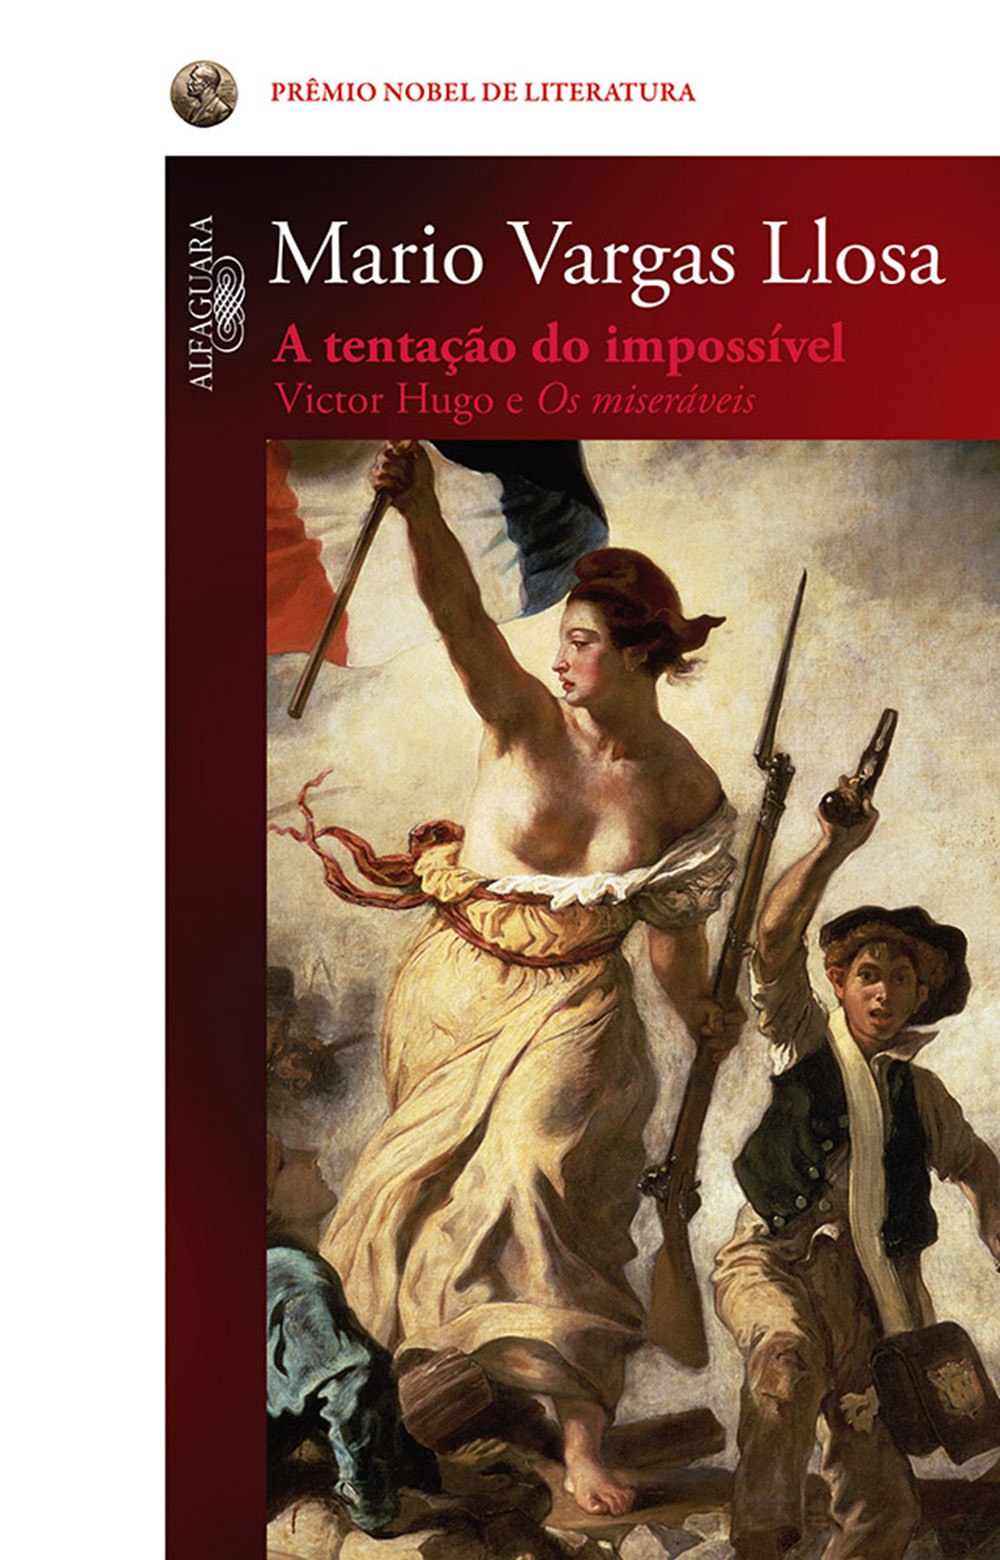 PRÊMIO NOBEL DE LITERATURA
ALFAGUARA
Mario Vargas Llosa
A tentação do impossível
Victor Hugo e Os miseráveis